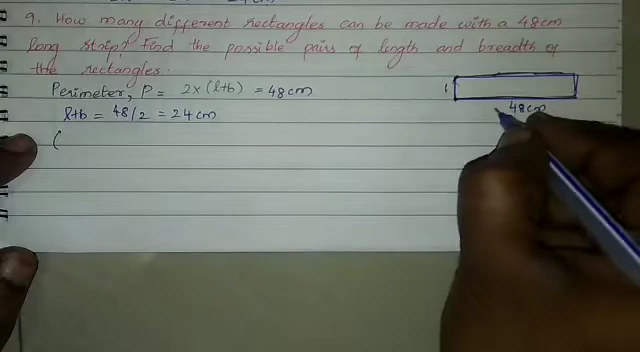 9. How many different rectangles can be made with a 48cm
long strip? Find the possible pairs of length and breadth of
the rectangles.
Perimeter, P = 2×(l+b) = 48cm
l+b = 48/2 = 24cm
(
1
48cm